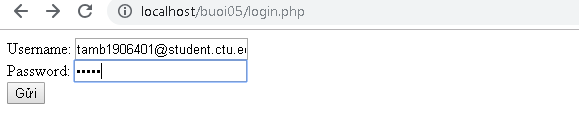 localhost/buoi05/login.php
Username: tamb1906401@student.ctu.e
Password: •••••
Gửi